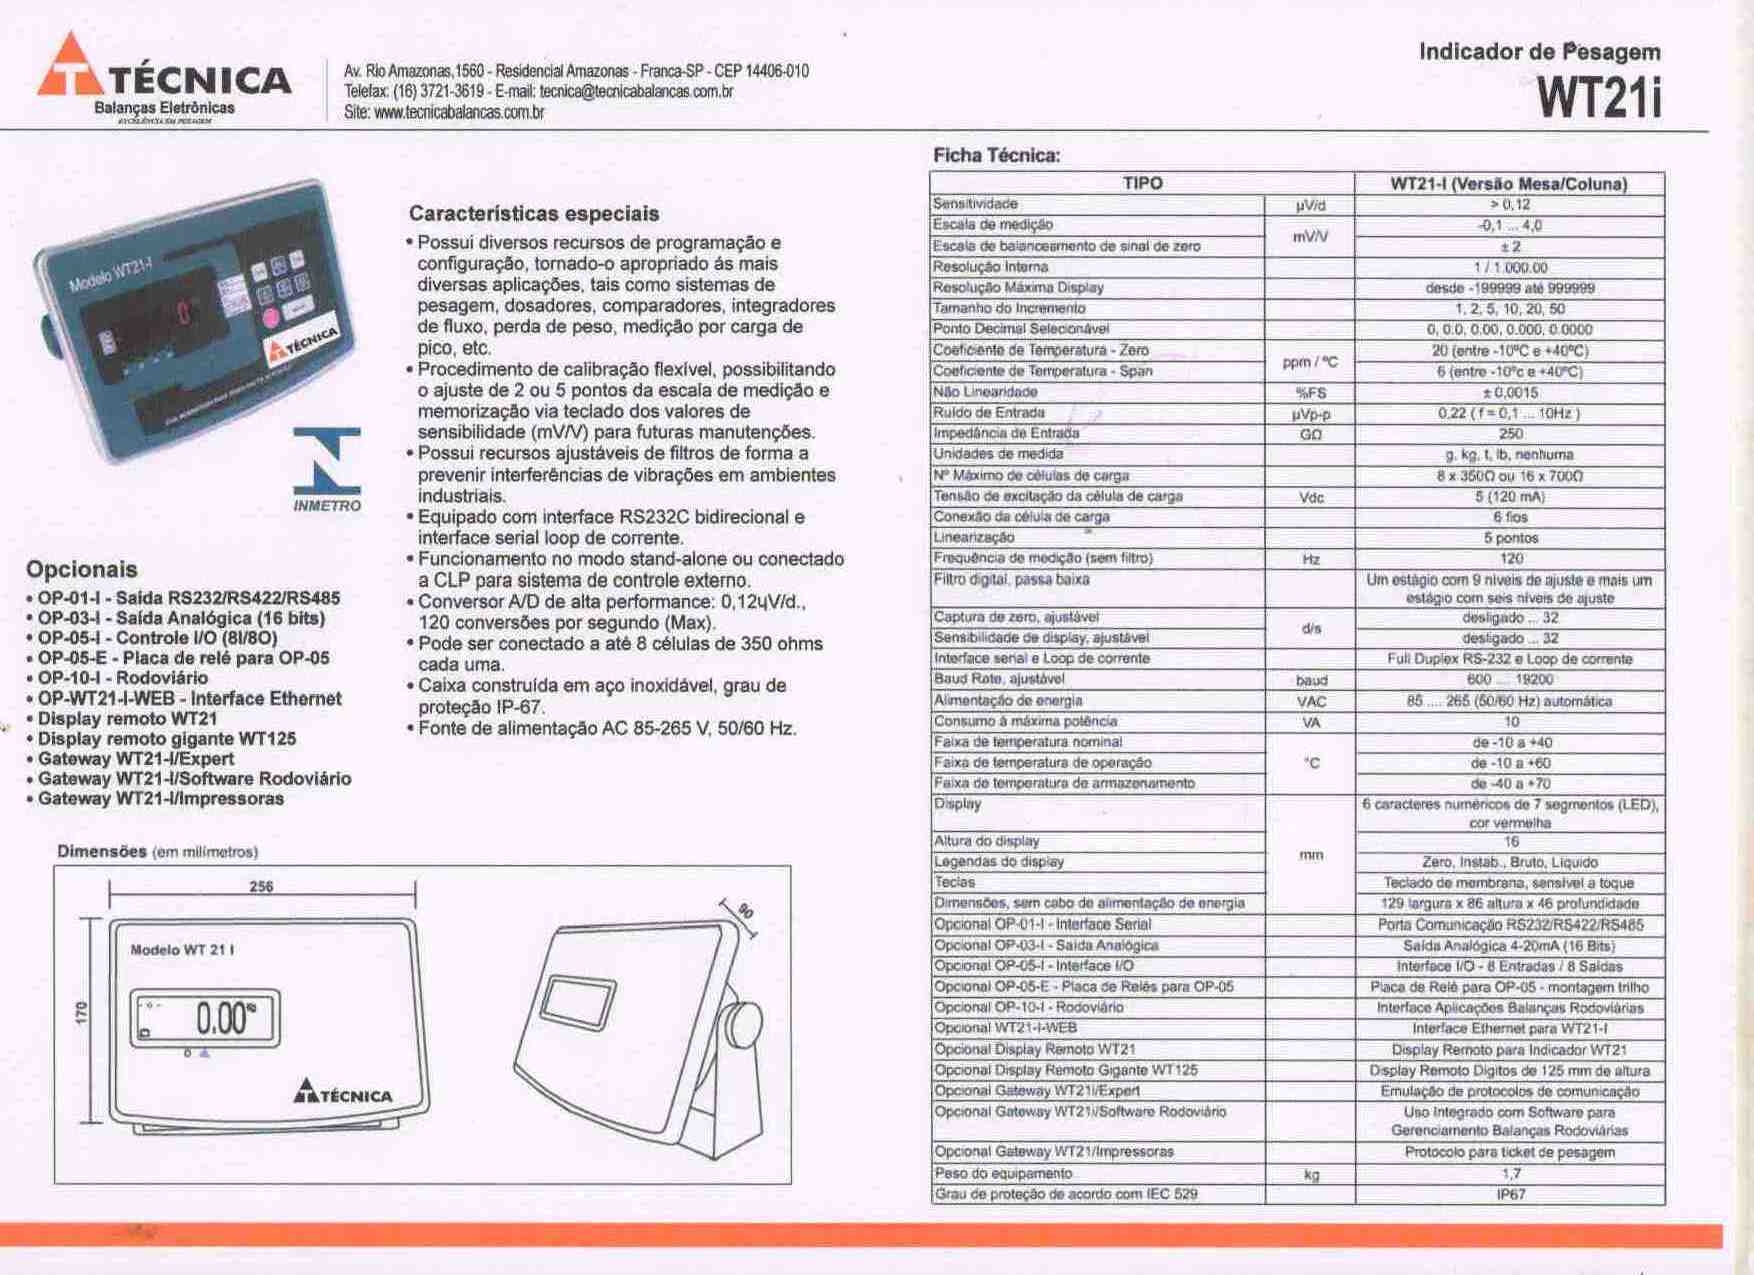 TÉCNICA
Balanças Eletrônicas
EXCELÊNCIA EM PESAGEM
Av. Rio Amazonas,1560 - Residencial Amazonas - Franca-SP - CEP 14406-010
Telefax: (16) 3721-3619 - E-mail: tecnica@tecnicabalancas.com.br
Site: www.tecnicabalancas.com.br
Indicador de Pesagem
WT21i
Modelo WT21-I
TÉCNICA
INMETRO
Características especiais
• Possui diversos recursos de programação e
configuração, tornado-o apropriado ás mais
diversas aplicações, tais como sistemas de
pesagem, dosadores, comparadores, integradores
de fluxo, perda de peso, medição por carga de
pico, etc.
• Procedimento de calibração flexível, possibilitando
o ajuste de 2 ou 5 pontos da escala de medição e
memorização via teclado dos valores de
sensibilidade (mV/V) para futuras manutenções.
• Possui recursos ajustáveis de filtros de forma a
prevenir interferências de vibrações em ambientes
industriais.
• Equipado com interface RS232C bidirecional e
interface serial loop de corrente.
• Funcionamento no modo stand-alone ou conectado
a CLP para sistema de controle externo.
• Conversor A/D de alta performance: 0,12ųV/d.,
120 conversões por segundo (Max).
• Pode ser conectado a até 8 células de 350 ohms
cada uma.
• Caixa construída em aço inoxidável, grau de
proteção IP-67.
• Fonte de alimentação AC 85-265 V, 50/60 Hz.
Opcionais
• OP-01-I - Saída RS232/RS422/RS485
• OP-03-I - Saída Analógica (16 bits)
• OP-05-I - Controle I/O (8I/8O)
• OP-05-E - Placa de relé para OP-05
• OP-10-I - Rodoviário
• OP-WT21-I-WEB - Interface Ethernet
• Display remoto WT21
• Display remoto gigante WT125
• Gateway WT21-I/Expert
• Gateway WT21-I/Software Rodoviário
• Gateway WT21-I/Impressoras
Dimensões (em milímetros)
256
170
90
Modelo WT 21 I
0.00
TÉCNICA
Ficha Técnica:
TIPO WT21-I (Versão Mesa/Coluna)
Sensitividade µV/d > 0,12
Escala de medição mV/V -0,1 ... 4,0
Escala de balanceamento de sinal de zero ± 2
Resolução Interna 1 / 1.000.00
Resolução Máxima Display desde -199999 até 999999
Tamanho do Incremento 1, 2, 5, 10, 20, 50
Ponto Decimal Selecionável 0, 0.0, 0.00, 0.000, 0.0000
Coeficiente de Temperatura - Zero ppm / °C 20 (entre -10°C e +40°C)
Coeficiente de Temperatura - Span 6 (entre -10°c e +40°C)
Não Linearidade %FS ± 0,0015
Ruído de Entrada µVp-p 0,22 ( f = 0,1 ... 10Hz )
Impedância de Entrada GΩ 250
Unidades de medida g, kg, t, lb, nenhuma
Nº Máximo de células de carga 8 x 350Ω ou 16 x 700Ω
Tensão de excitação da célula de carga Vdc 5 (120 mA)
Conexão da célula de carga 6 fios
Linearização 5 pontos
Frequência de medição (sem filtro) Hz 120
Filtro digital, passa baixa Um estágio com 9 níveis de ajuste e mais um
estágio com seis níveis de ajuste
Captura de zero, ajustável d/s desligado ... 32
Sensibilidade de display, ajustável desligado ... 32
Interface serial e Loop de corrente Full Duplex RS-232 e Loop de corrente
Baud Rate, ajustável baud 600 ... 19200
Alimentação de energia VAC 85 .... 265 (50/60 Hz) automática
Consumo à máxima potência VA 10
Faixa de temperatura nominal °C de -10 a +40
Faixa de temperatura de operação de -10 a +60
Faixa de temperatura de armazenamento de -40 a +70
Display mm 6 caracteres numéricos de 7 segmentos (LED),
cor vermelha
Altura do display 16
Legendas do display Zero, Instab., Bruto, Líquido
Teclas Teclado de membrana, sensível a toque
Dimensões, sem cabo de alimentação de energia 129 largura x 86 altura x 46 profundidade
Opcional OP-01-I - Interface Serial Porta Comunicação RS232/RS422/RS485
Opcional OP-03-I - Saída Analógica Saída Analógica 4-20mA (16 Bits)
Opcional OP-05-I - Interface I/O Interface I/O - 8 Entradas / 8 Saídas
Opcional OP-05-E - Placa de Relés para OP-05 Placa de Relé para OP-05 - montagem trilho
Opcional OP-10-I - Rodoviário Interface Aplicações Balanças Rodoviárias
Opcional WT21-I-WEB Interface Ethernet para WT21-I
Opcional Display Remoto WT21 Display Remoto para Indicador WT21
Opcional Display Remoto Gigante WT125 Display Remoto Dígitos de 125 mm de altura
Opcional Gateway WT21i/Expert Emulação de protocolos de comunicação
Opcional Gateway WT21i/Software Rodoviário Uso Integrado com Software para
Gerenciamento Balanças Rodoviárias
Opcional Gateway WT21/Impressoras Protocolo para ticket de pesagem
Peso do equipamento kg 1,7
Grau de proteção de acordo com IEC 529 IP67